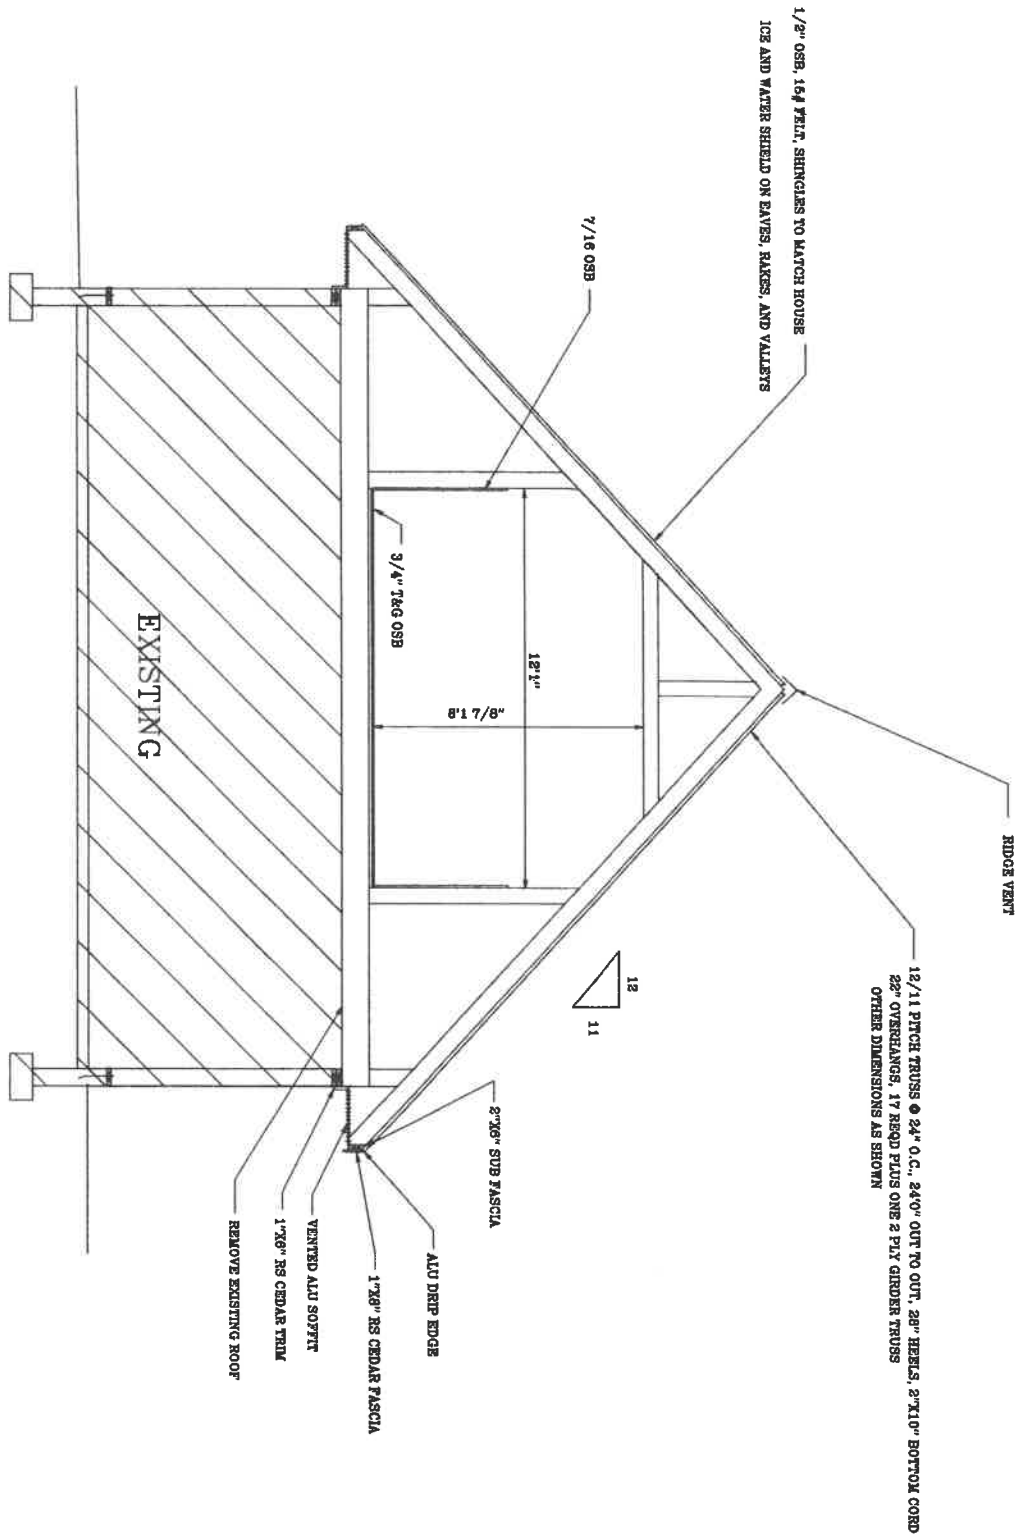 RIDGE VENT
12/11 PITCH TRUSS @ 24" O.C., 24'0" OUT TO OUT, 28" HEELS, 2"X10" BOTTOM CORD
22" OVERHANGS, 17 REQD PLUS ONE 2 PLY GIRDER TRUSS
OTHER DIMENSIONS AS SHOWN
1/2" OSB, 15# FELT, SHINGLES TO MATCH HOUSE
ICE AND WATER SHIELD ON EAVES, RAKES, AND VALLEYS
12
11
7/16 OSB
12'1"
8'1 7/8"
3/4" T&G OSB
2"X6" SUB FASCIA
ALU DRIP EDGE
1"X8" RS CEDAR FASCIA
VENTED ALU SOFFIT
1"X6" RS CEDAR TRIM
REMOVE EXISTING ROOF
EXISTING